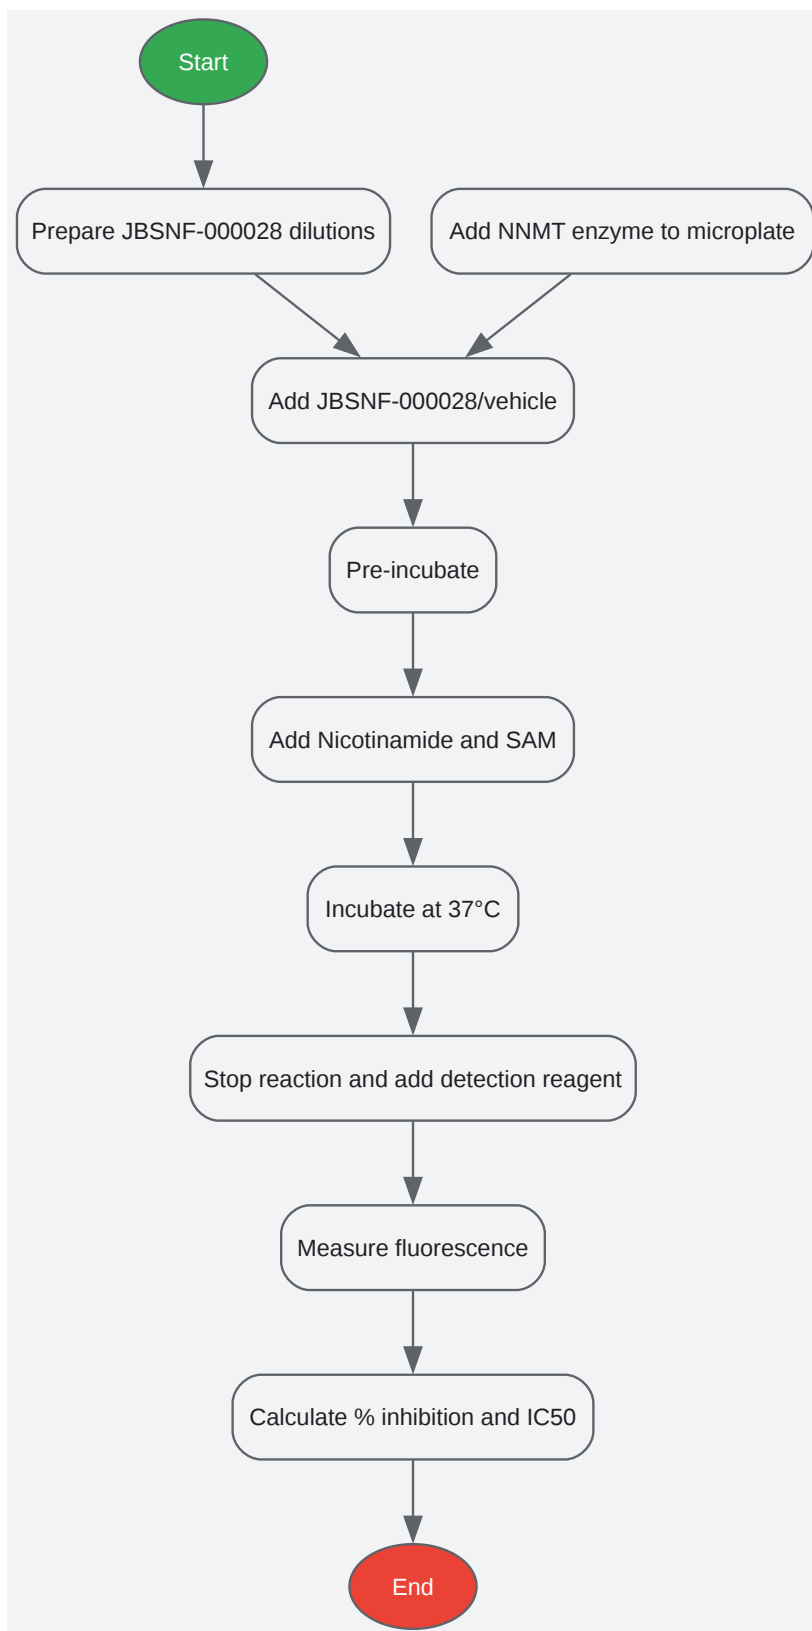 Start
Prepare JBSNF-000028 dilutions
Add NNMT enzyme to microplate
Add JBSNF-000028/vehicle
Pre-incubate
Add Nicotinamide and SAM
Incubate at 37°C
Stop reaction and add detection reagent
Measure fluorescence
Calculate % inhibition and IC50
End